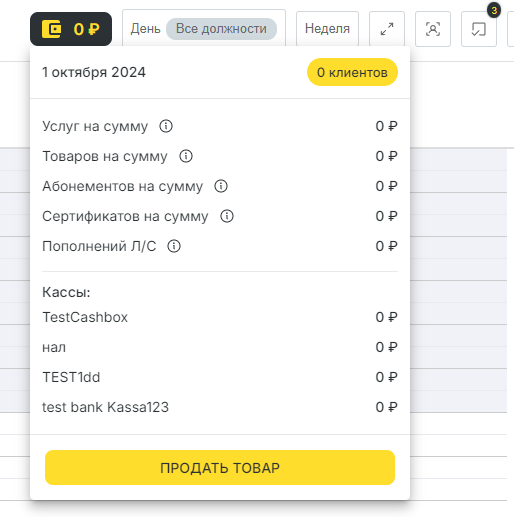 0 ₽ День Все должности Неделя 3
1 октября 2024 0 клиентов
Услуг на сумму 0 ₽
Товаров на сумму 0 ₽
Абонементов на сумму 0 ₽
Сертификатов на сумму 0 ₽
Пополнений Л/С 0 ₽
Кассы:
TestCashbox 0 ₽
нал 0 ₽
TEST1dd 0 ₽
test bank Kassa123 0 ₽
ПРОДАТЬ ТОВАР